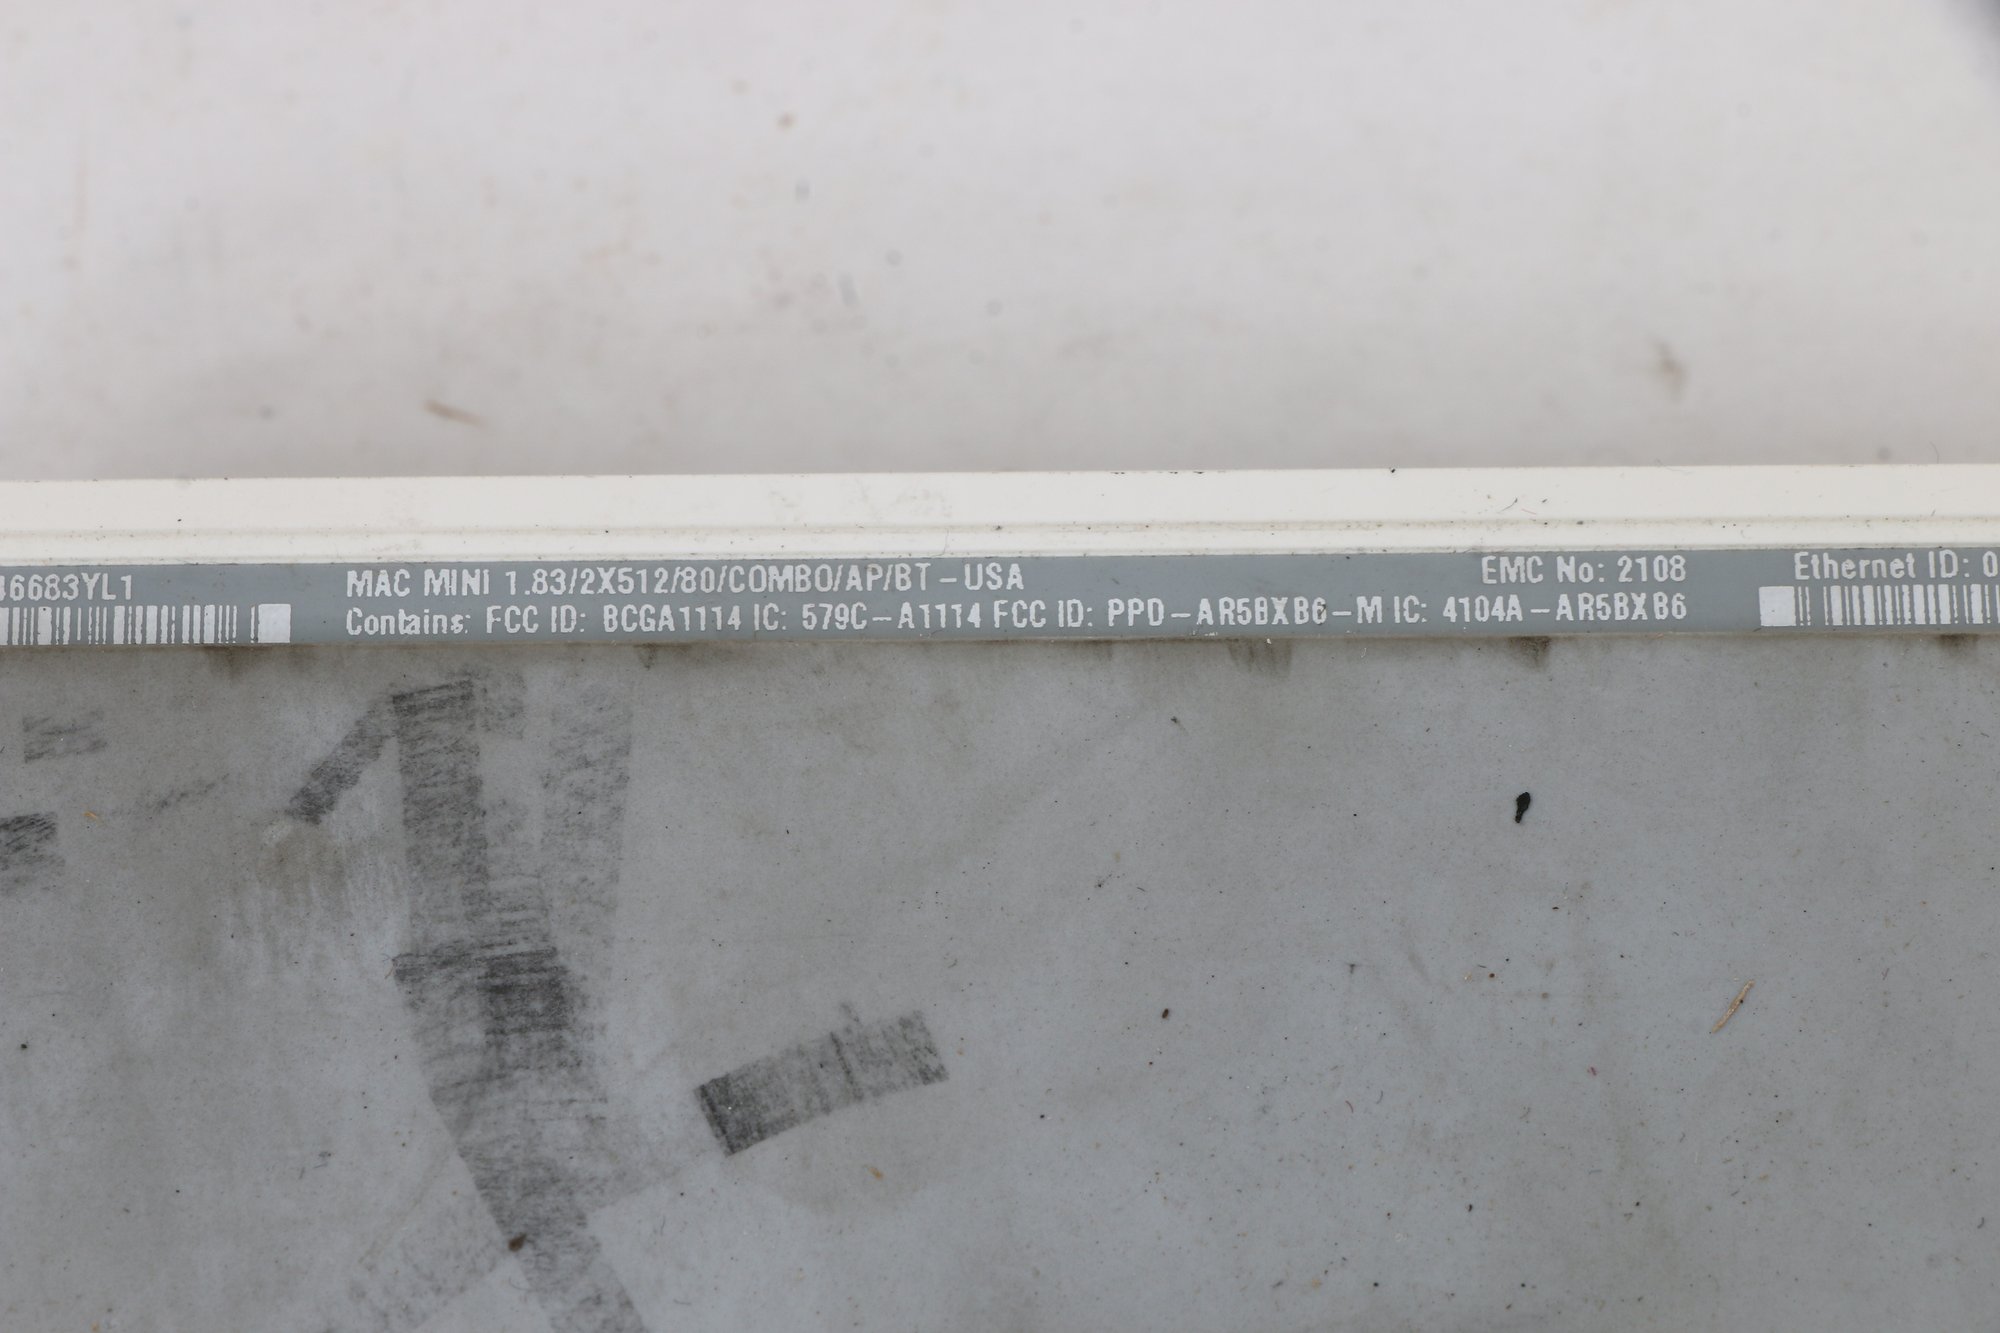 46683YL1
MAC MINI 1.83/2X512/80/COMBO/AP/BT-USA
EMC No: 2108
Ethernet ID: 0
Contains: FCC ID: BCGA1114 IC: 579C-A1114 FCC ID: PPD-AR5BXB6-M IC: 4104A-AR5BXB6